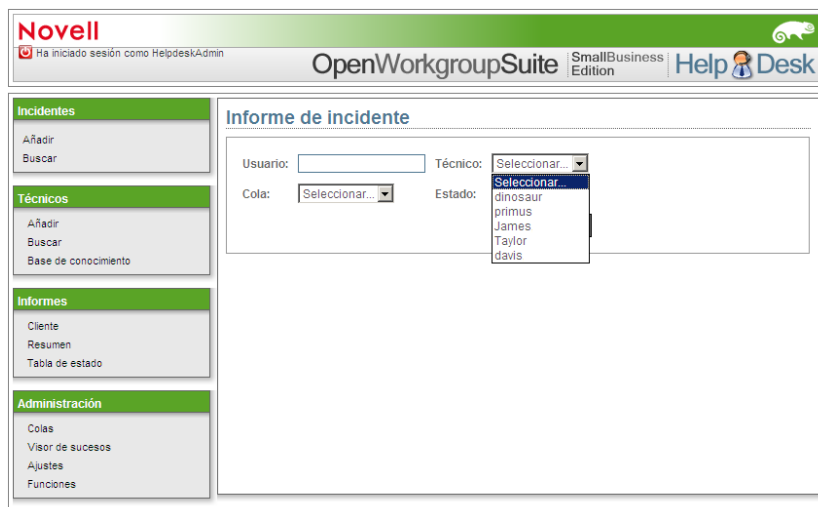 Novell
Ha iniciado sesión como HelpdeskAdmin
OpenWorkgroupSuite SmallBusiness Edition HelpDesk
Incidentes
Añadir
Buscar
Técnicos
Añadir
Buscar
Base de conocimiento
Informes
Cliente
Resumen
Tabla de estado
Administración
Colas
Visor de sucesos
Ajustes
Funciones
Informe de incidente
Usuario: Técnico: Seleccionar...
Cola: Seleccionar... Estado:
Seleccionar...
dinosaur
primus
James
Taylor
davis